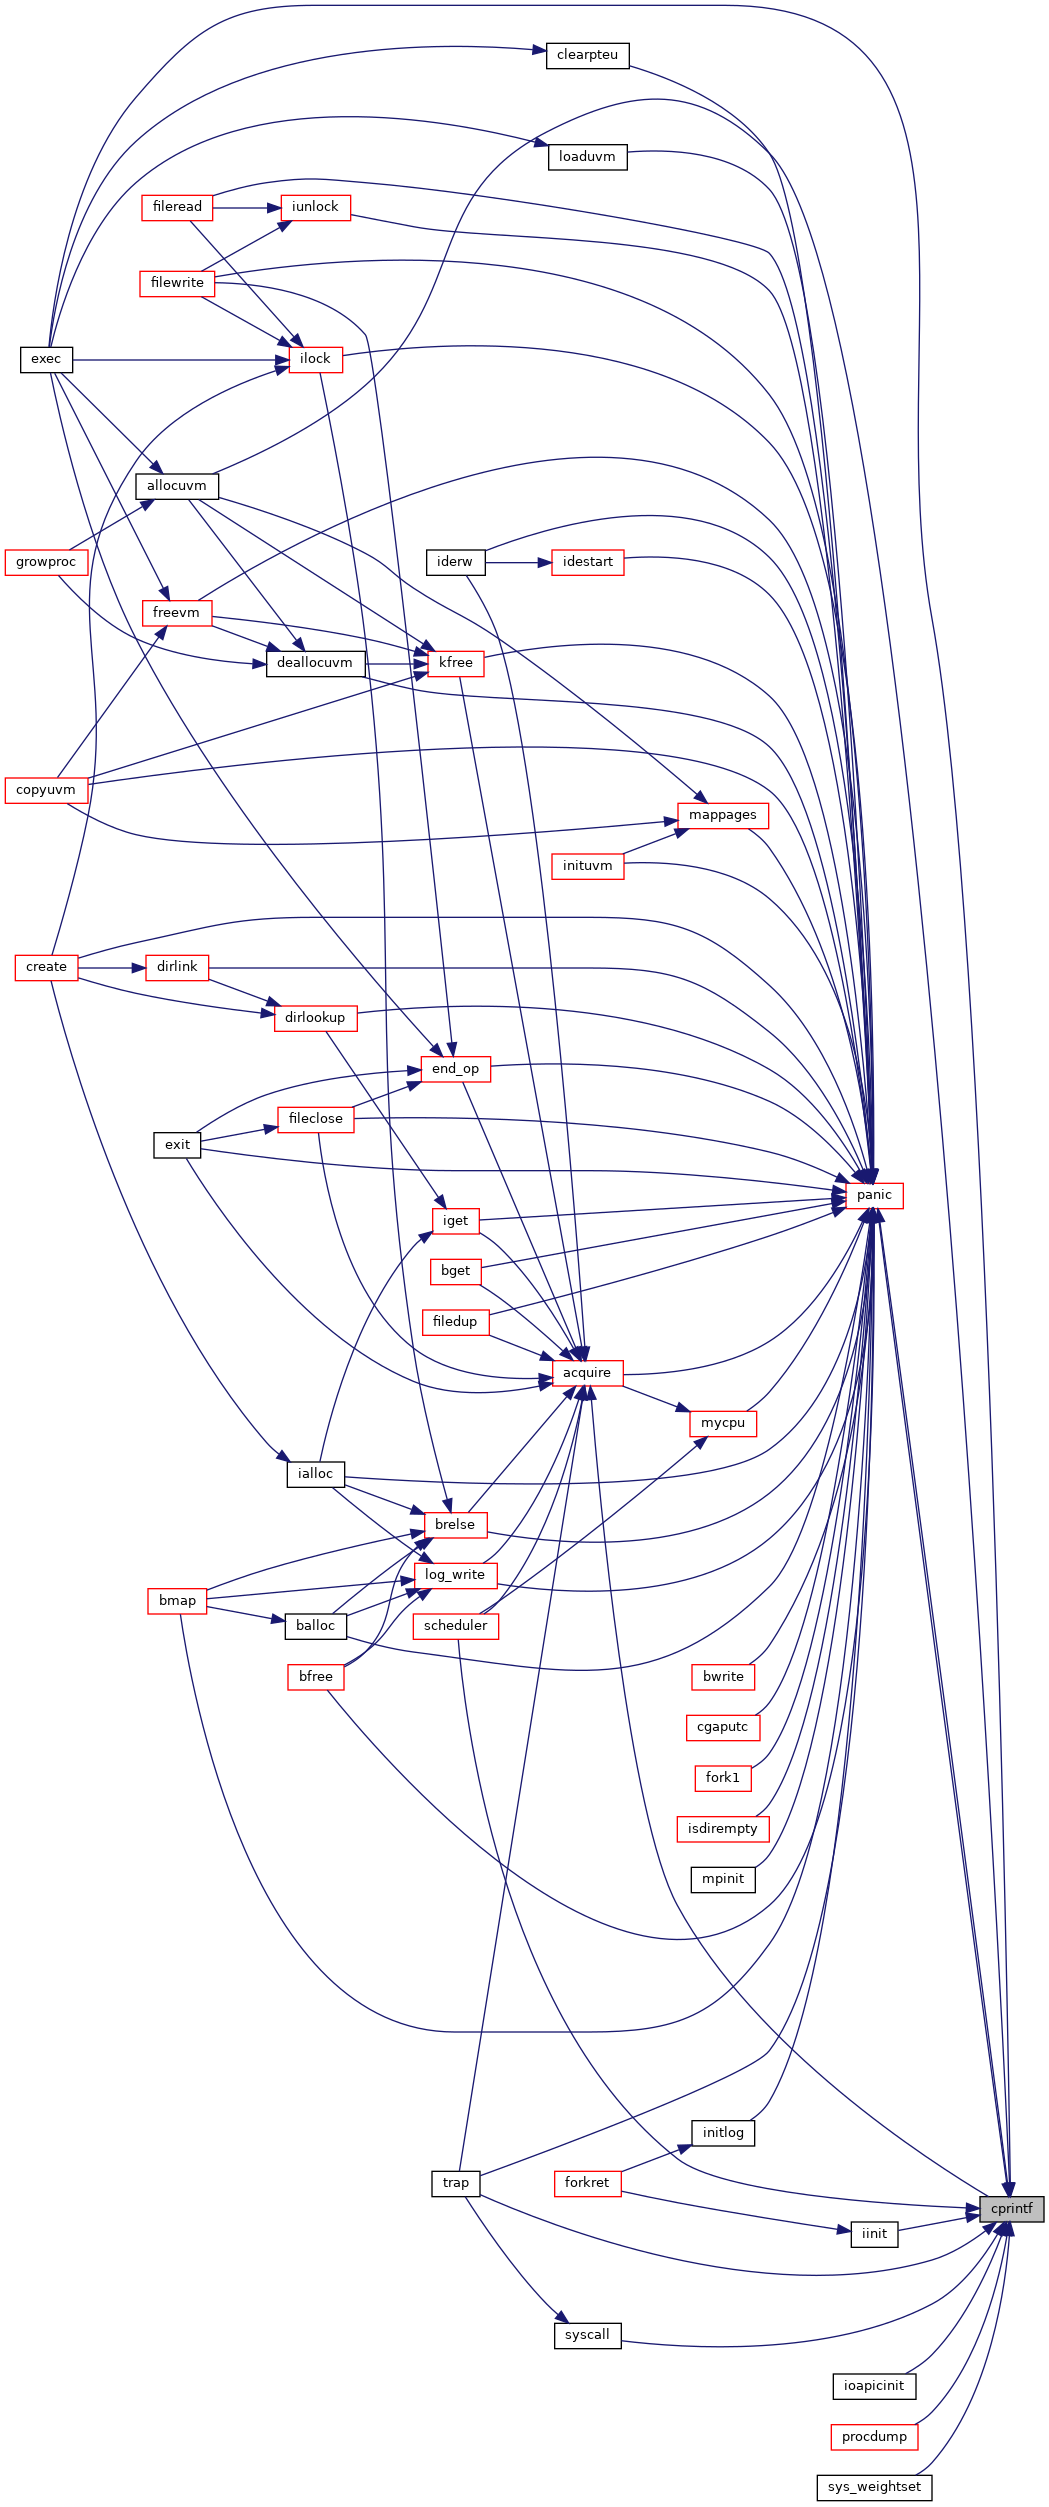 clearpteu
loaduvm
fileread
iunlock
filewrite
exec
ilock
allocuvm
growproc
iderw
idestart
freevm
deallocuvm
kfree
copyuvm
mappages
inituvm
create
dirlink
dirlookup
end_op
fileclose
exit
panic
iget
bget
filedup
acquire
mycpu
ialloc
brelse
log_write
bmap
balloc
scheduler
bfree
bwrite
cgaputc
fork1
isdirempty
mpinit
initlog
trap
forkret
cprintf
iinit
syscall
ioapicinit
procdump
sys_weightset